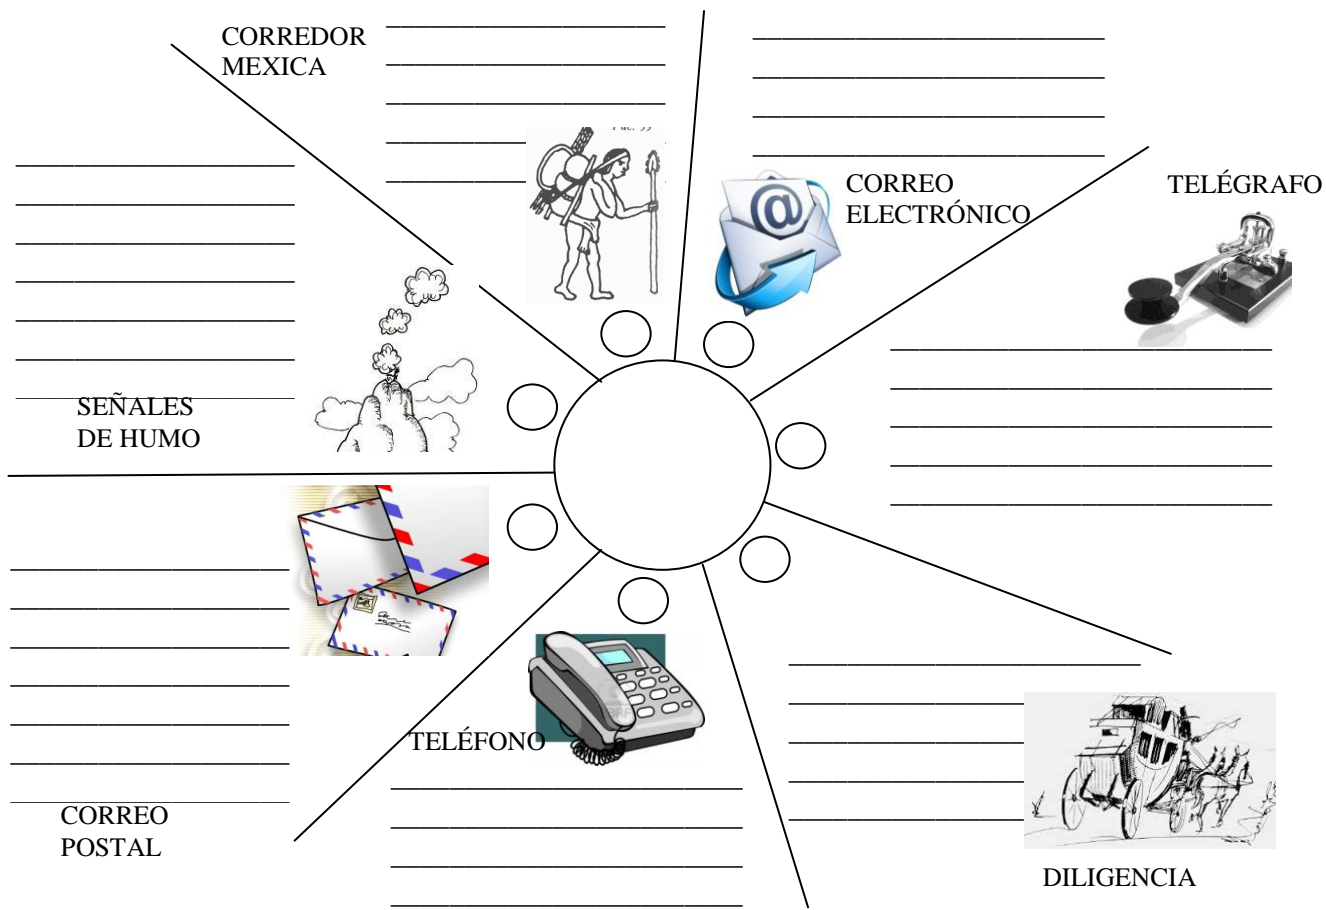 CORREDOR
MEXICA
CORREO
ELECTRÓNICO
TELÉGRAFO
SEÑALES
DE HUMO
TELÉFONO
CORREO
POSTAL
DILIGENCIA